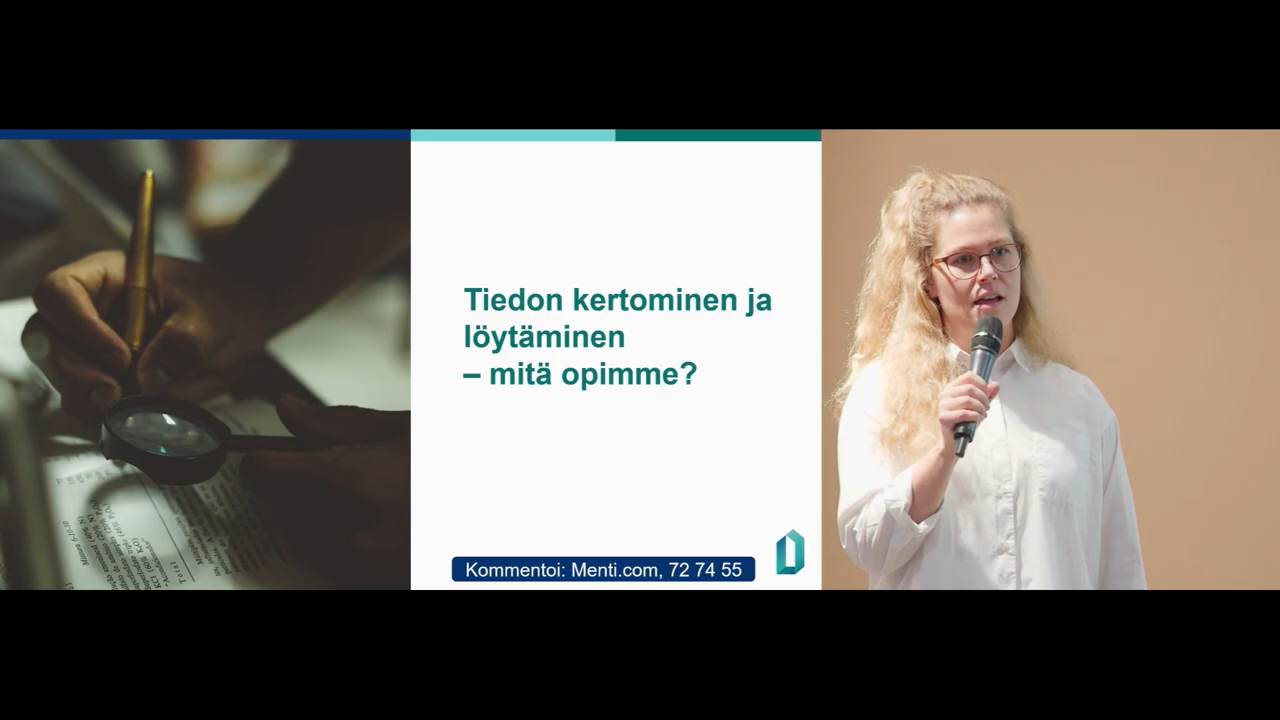 Tiedon kertominen ja
löytäminen
– mitä opimme?
Kommentoi: Menti.com, 72 74 55